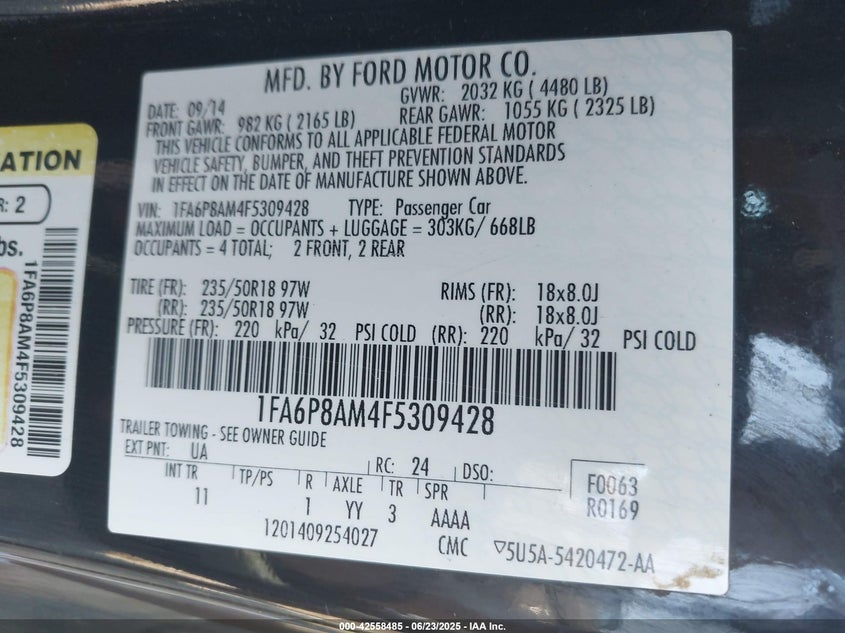 MFD. BY FORD MOTOR CO.
DATE: 09/14 GVWR: 2032 KG ( 4480 LB)
FRONT GAWR: 982 KG ( 2165 LB) REAR GAWR: 1055 KG ( 2325 LB)
THIS VEHICLE CONFORMS TO ALL APPLICABLE FEDERAL MOTOR
VEHICLE SAFETY, BUMPER, AND THEFT PREVENTION STANDARDS
IN EFFECT ON THE DATE OF MANUFACTURE SHOWN ABOVE.
VIN: 1FA6P8AM4F5309428 TYPE: Passenger Car
MAXIMUM LOAD = OCCUPANTS + LUGGAGE = 303KG/ 668LB
OCCUPANTS = 4 TOTAL; 2 FRONT, 2 REAR
TIRE (FR): 235/50R18 97W RIMS (FR): 18x8.0J
(RR): 235/50R18 97W (RR): 18x8.0J
PRESSURE (FR): 220 kPa/ 32 PSI COLD (RR): 220 kPa/ 32 PSI COLD
1FA6P8AM4F5309428
TRAILER TOWING - SEE OWNER GUIDE
EXT PNT: UA RC: 24 DSO:
INT TR TP/PS R AXLE TR SPR
11 1 YY 3 AAAA
F0063
R0169
1201409254027 CMC ▽5U5A-5420472-AA
ATION
R: 2
bs.
1FA6P8AM4F5309428
1000 - 42558485 - 06/23/2025 - IAA Inc.